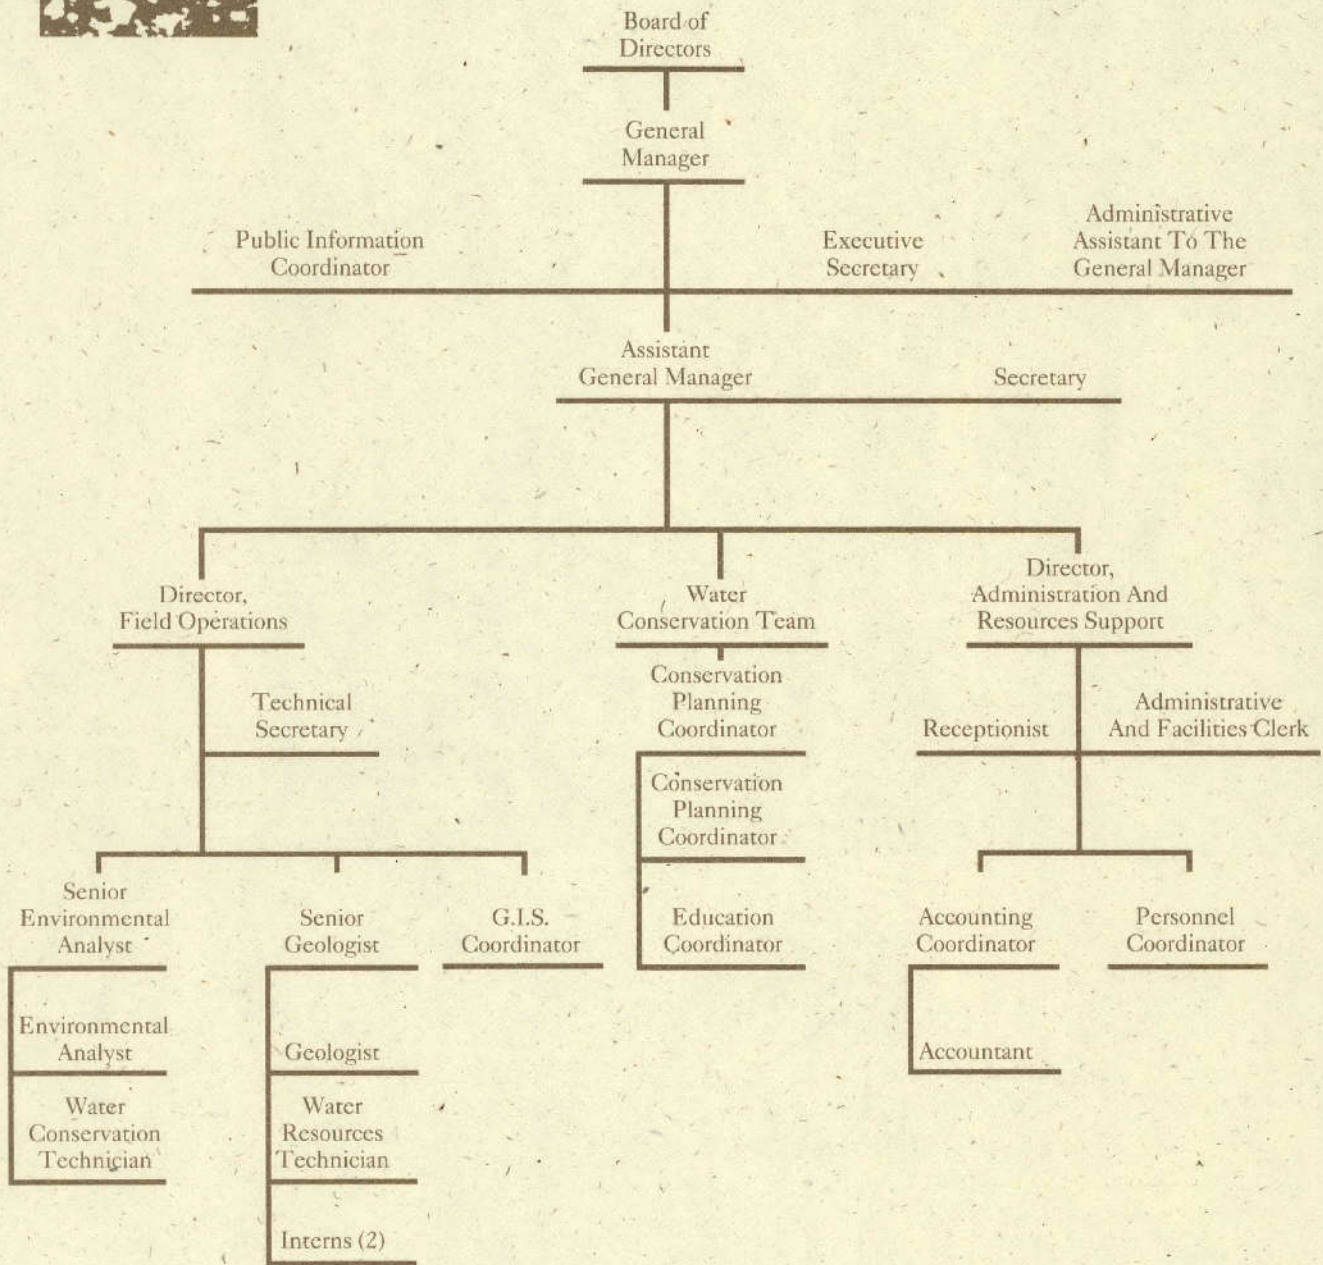 Board of
Directors
General
Manager
Public Information
Coordinator
Executive
Secretary
Administrative
Assistant To The
General Manager
Assistant
General Manager
Secretary
Director,
Field Operations
Water
Conservation Team
Director,
Administration And
Resources Support
Technical
Secretary
Conservation
Planning
Coordinator
Receptionist
Administrative
And Facilities Clerk
Conservation
Planning
Coordinator
Senior
Environmental
Analyst
Senior
Geologist
G.I.S.
Coordinator
Education
Coordinator
Accounting
Coordinator
Personnel
Coordinator
Environmental
Analyst
Geologist
Accountant
Water
Conservation
Technician
Water
Resources
Technician
Interns (2)